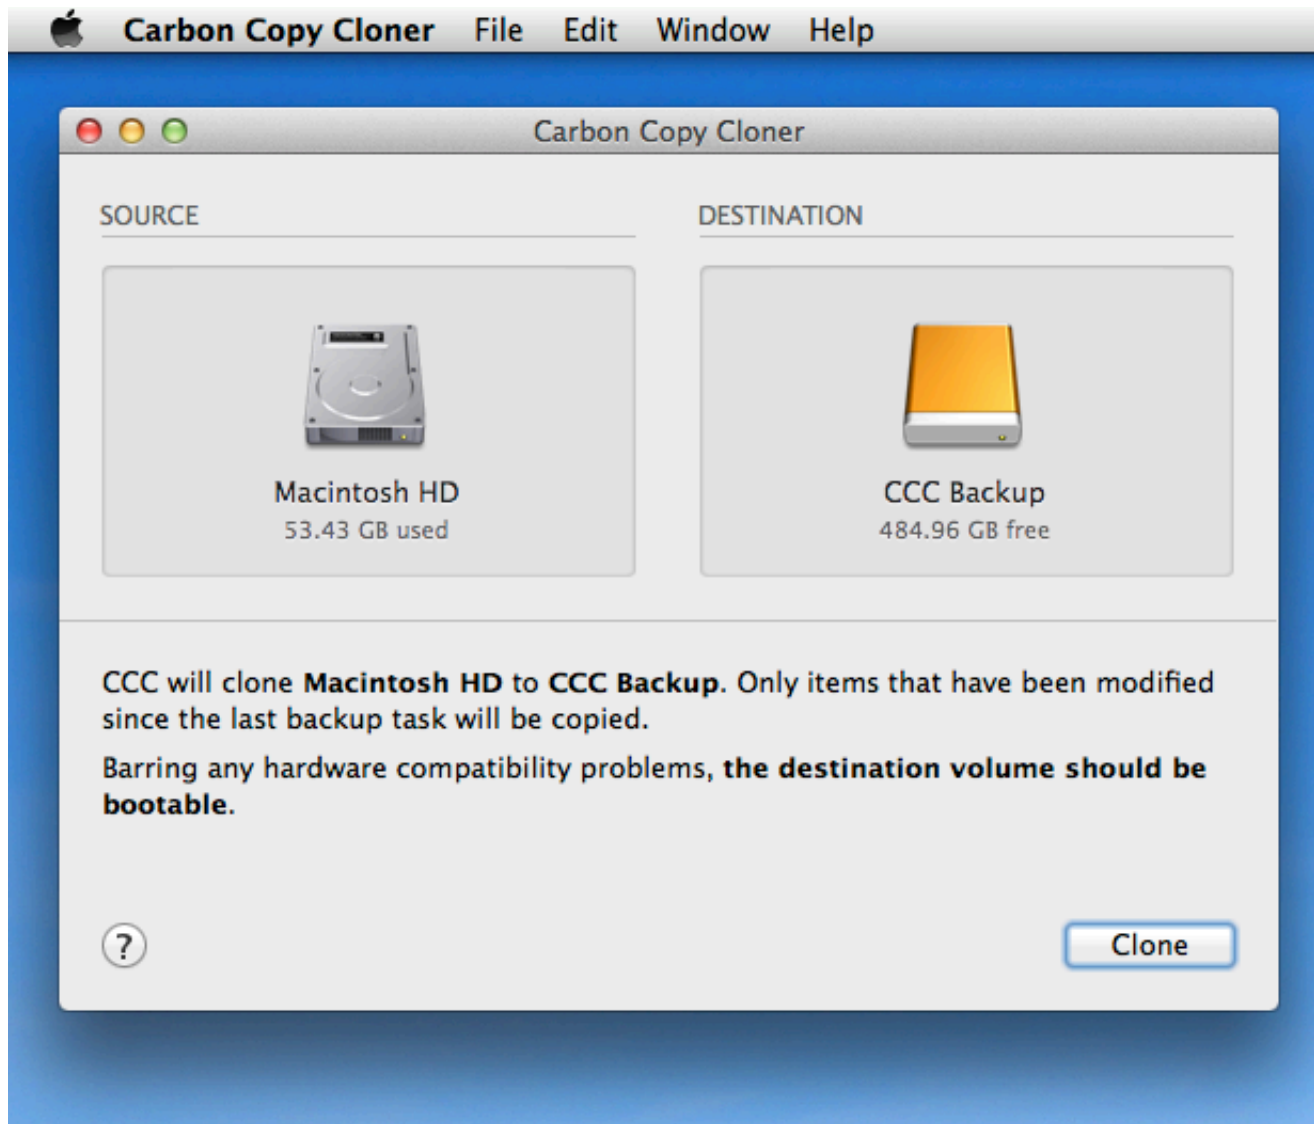 Carbon Copy Cloner File Edit Window Help
Carbon Copy Cloner
SOURCE
DESTINATION
Macintosh HD
53.43 GB used
CCC Backup
484.96 GB free
CCC will clone Macintosh HD to CCC Backup. Only items that have been modified
since the last backup task will be copied.
Barring any hardware compatibility problems, the destination volume should be
bootable.
?
Clone